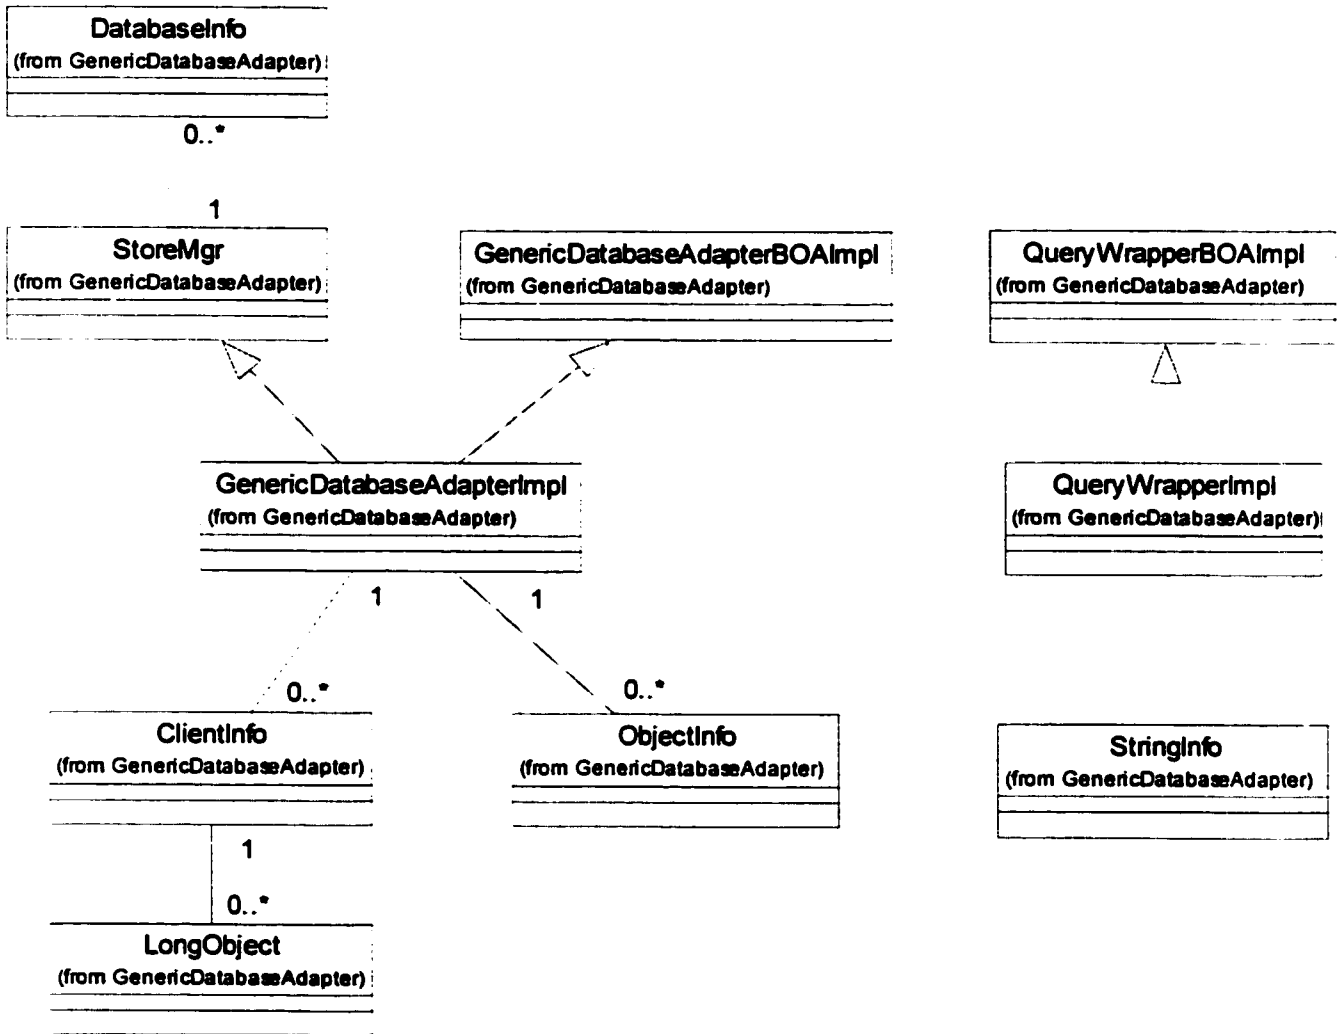 DatabaseInfo
(from GenericDatabaseAdapter)
0..*
1
StoreMgr
(from GenericDatabaseAdapter)
GenericDatabaseAdapterBOAImpl
(from GenericDatabaseAdapter)
QueryWrapperBOAImpl
(from GenericDatabaseAdapter)
GenericDatabaseAdapterImpl
(from GenericDatabaseAdapter)
QueryWrapperImpl
(from GenericDatabaseAdapter)
1
1
0..*
0..*
ClientInfo
(from GenericDatabaseAdapter)
ObjectInfo
(from GenericDatabaseAdapter)
StringInfo
(from GenericDatabaseAdapter)
1
0..*
LongObject
(from GenericDatabaseAdapter)